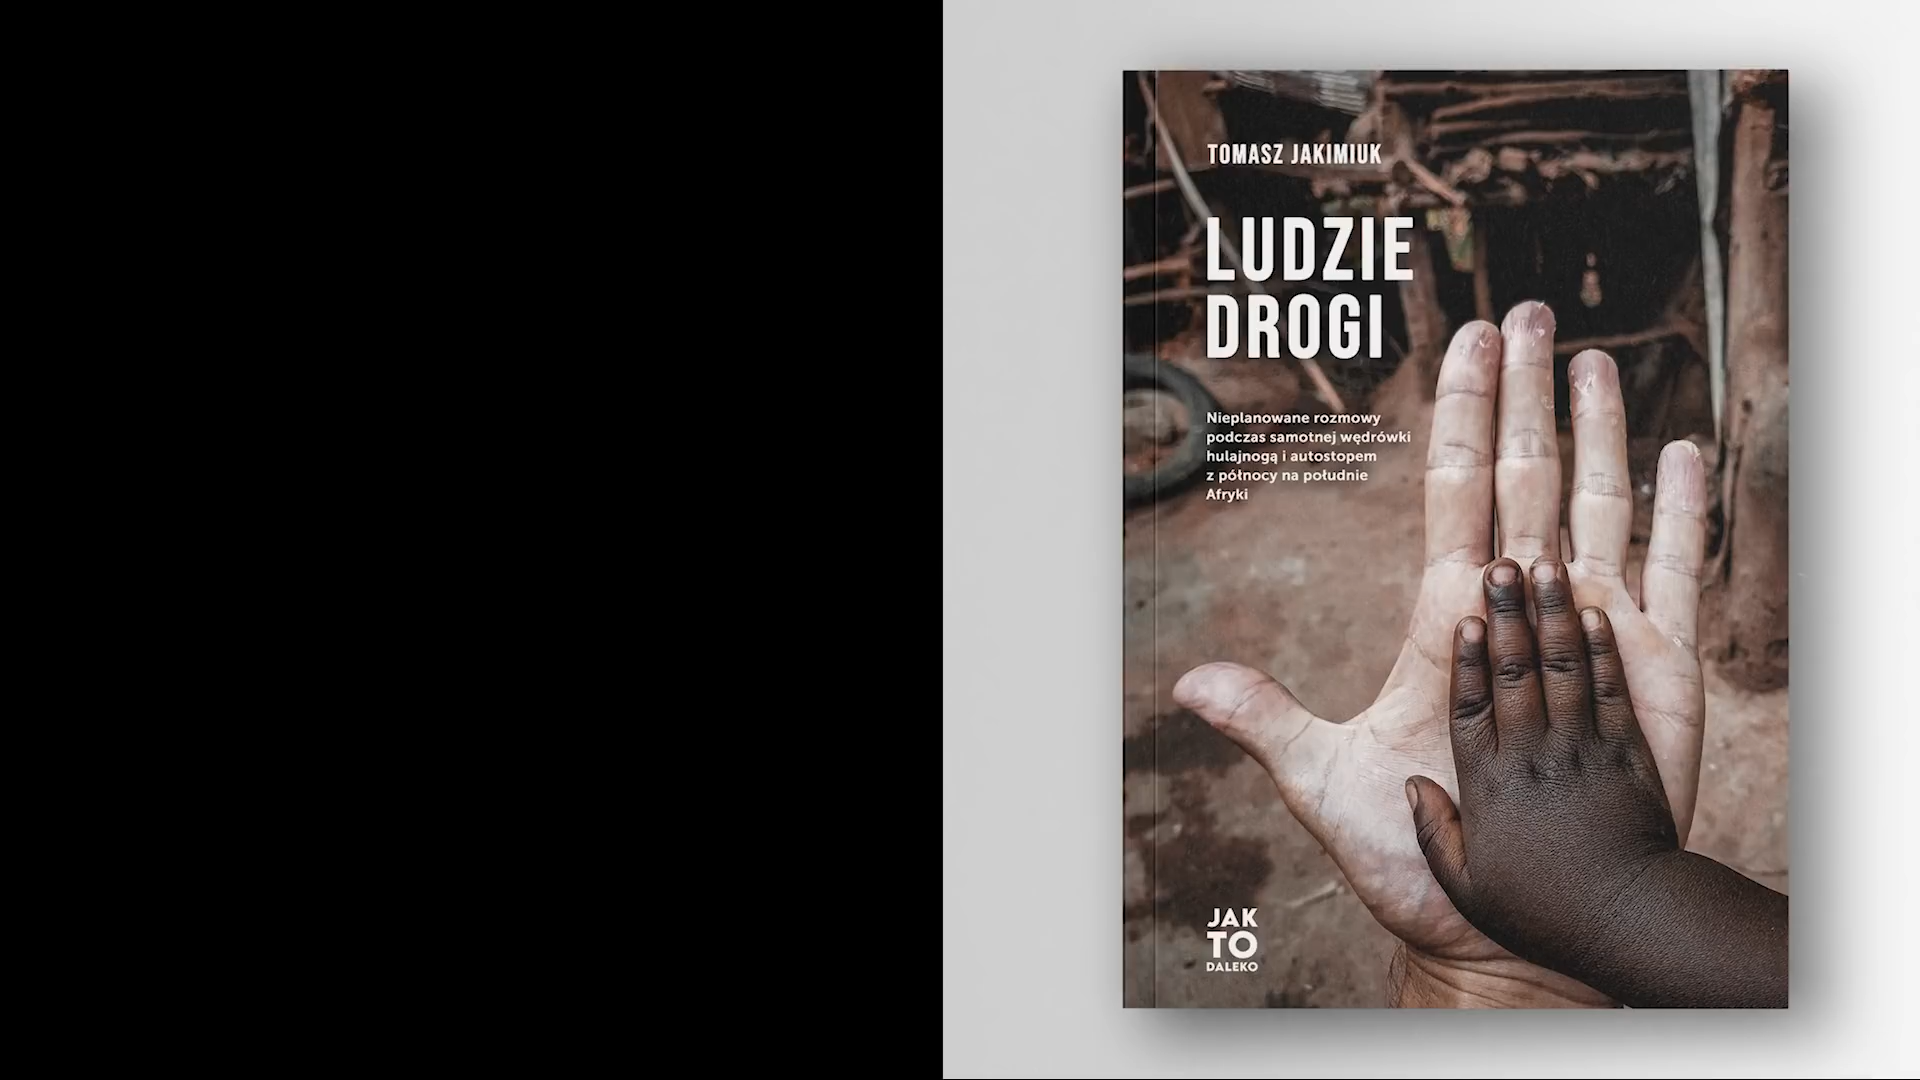 TOMASZ JAKIMIUK
LUDZIE
DROGI
Nieplanowane rozmowy
podczas samotnej wędrówki
hulajnogą i autostopem
z północy na południe
Afryki
JAK
TO
DALEKO